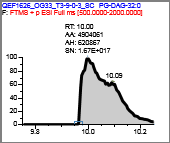 QEF1626_OG33_T3-9-0-3_SC PG-OAG-32:0
F: FTMS + p ESI Full ms [500.0000-2000.0000]
RT: 10.00
AA: 4904061
AH: 620867
SN: 1.67E+017
100
80
60
40
20
0
10.09
9.8
10.0
10.2